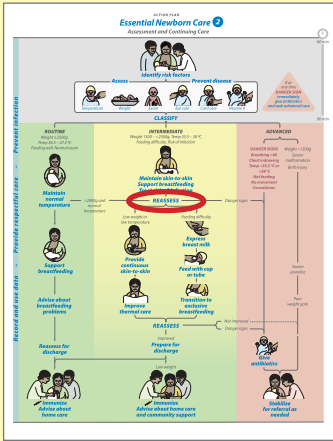 ACTION PLAN
Essential Newborn Care 2
Assessment and Continuing Care
60 min
Identify risk factors
Assess
Prevent disease
Temperature
Weight
Exam
Eye care
Cord care
Vitamin K
If at
any time
DANGER SIGN
immediately
give antibiotics
and seek advanced care
90 min
CLASSIFY
ROUTINE
Weight >2000g
Temp 36.5 - 37.5 °C
Feeding well, Normal exam
INTERMEDIATE
Weight 1500 - <2500g, Temp 35.5 - 36 °C
Feeding difficulty, Risk of infection
ADVANCED
DANGER SIGNS
Breathing >60
Chest indrawing
Temp <35.5 °C or
>38°C
Not feeding
No movement
Convulsions
Weight <1500g
Severe
malformation
Birth injury
Maintain
normal
temperature
Maintain skin-to-skin
Support breastfeeding
REASSESS
>2000g and
normal
temperature
Danger signs
Low weight or
low temperature
Feeding difficulty
Provide
continuous
skin-to-skin
Express
breast milk
Feed with cup
or tube
Support
breastfeeding
Improve
thermal care
Transition to
exclusive
breastfeeding
Severe
jaundice
Poor
weight gain
Advise about
breastfeeding
problems
REASSESS
Not improved
Danger signs
Improved
Reassess for
discharge
Prepare for
discharge
Give
antibiotics
Low weight
Immunize
Advise about
home care
Immunize
Advise about home care
and community support
Stabilize
for referral as
needed
Prevent infection
Provide respectful care
Record and use data